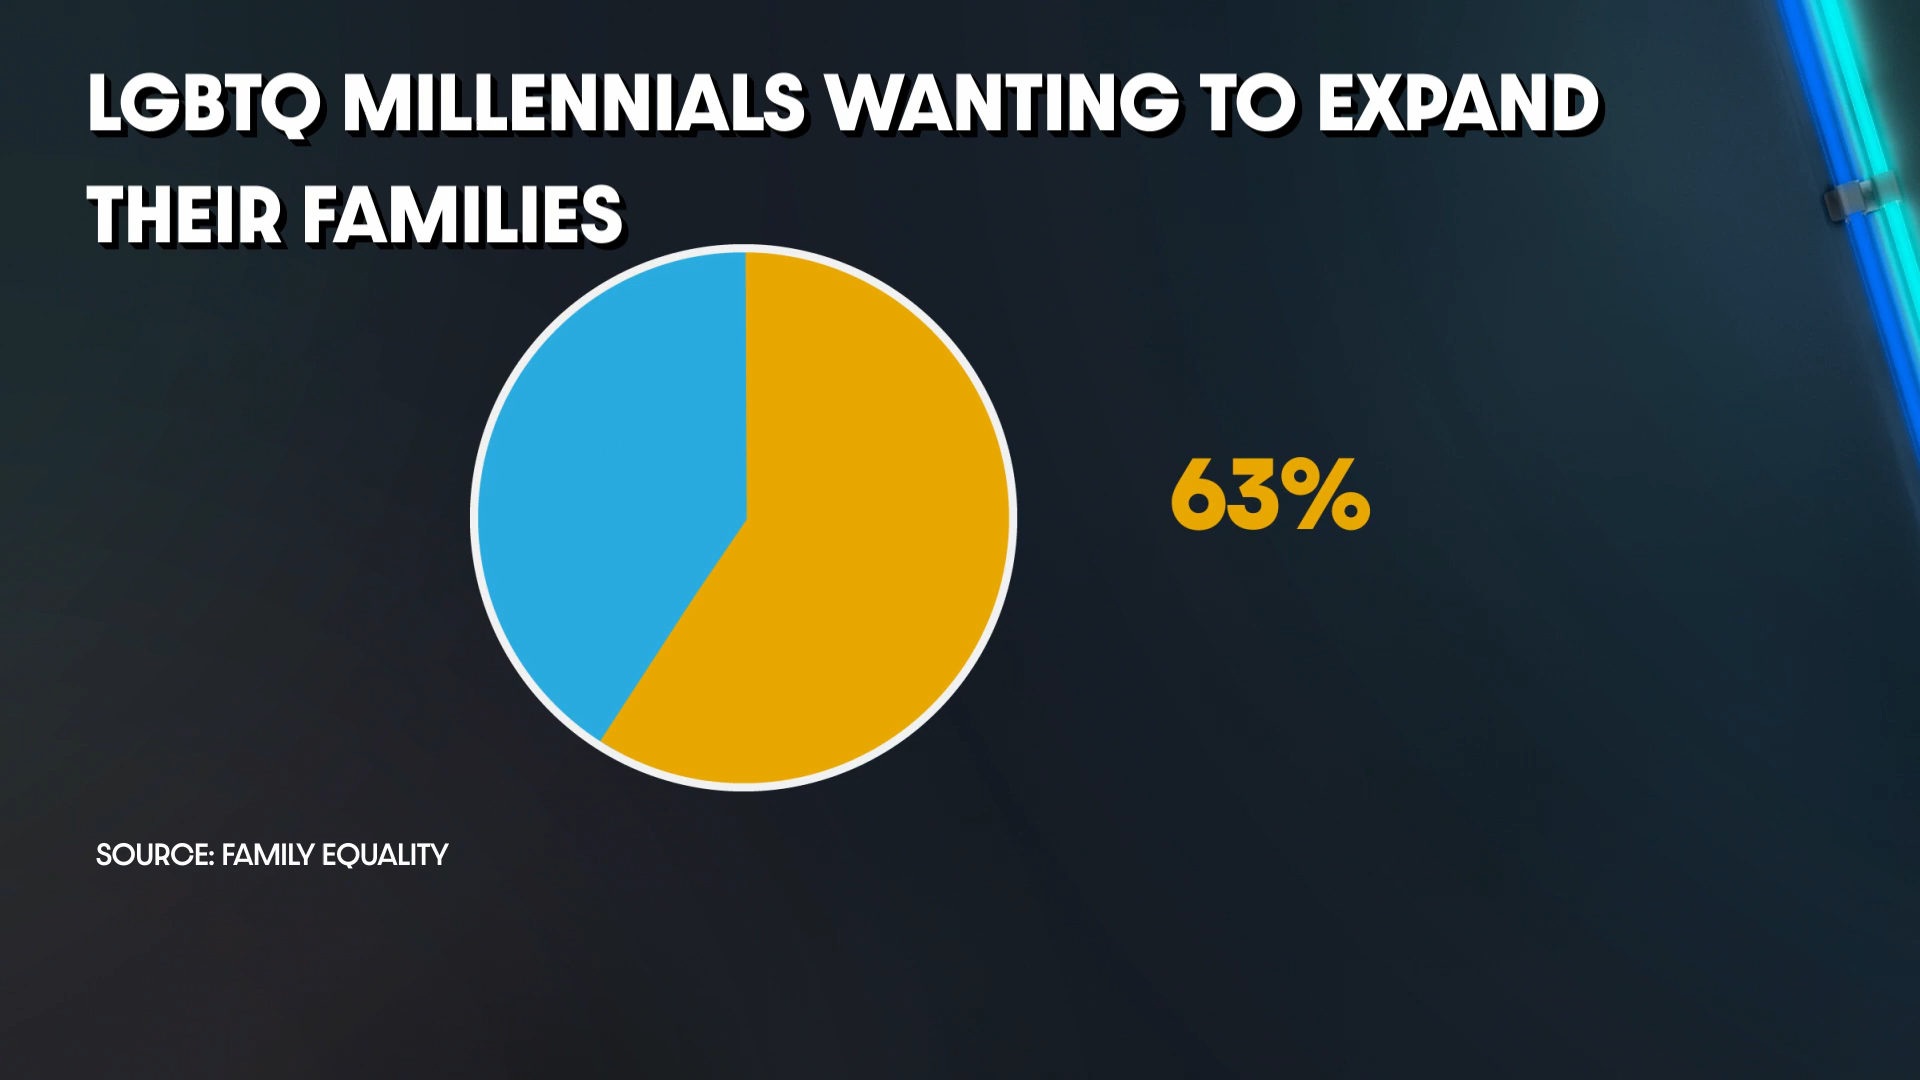 LGBTQ MILLENNIALS WANTING TO EXPAND
THEIR FAMILIES
63%
SOURCE: FAMILY EQUALITY